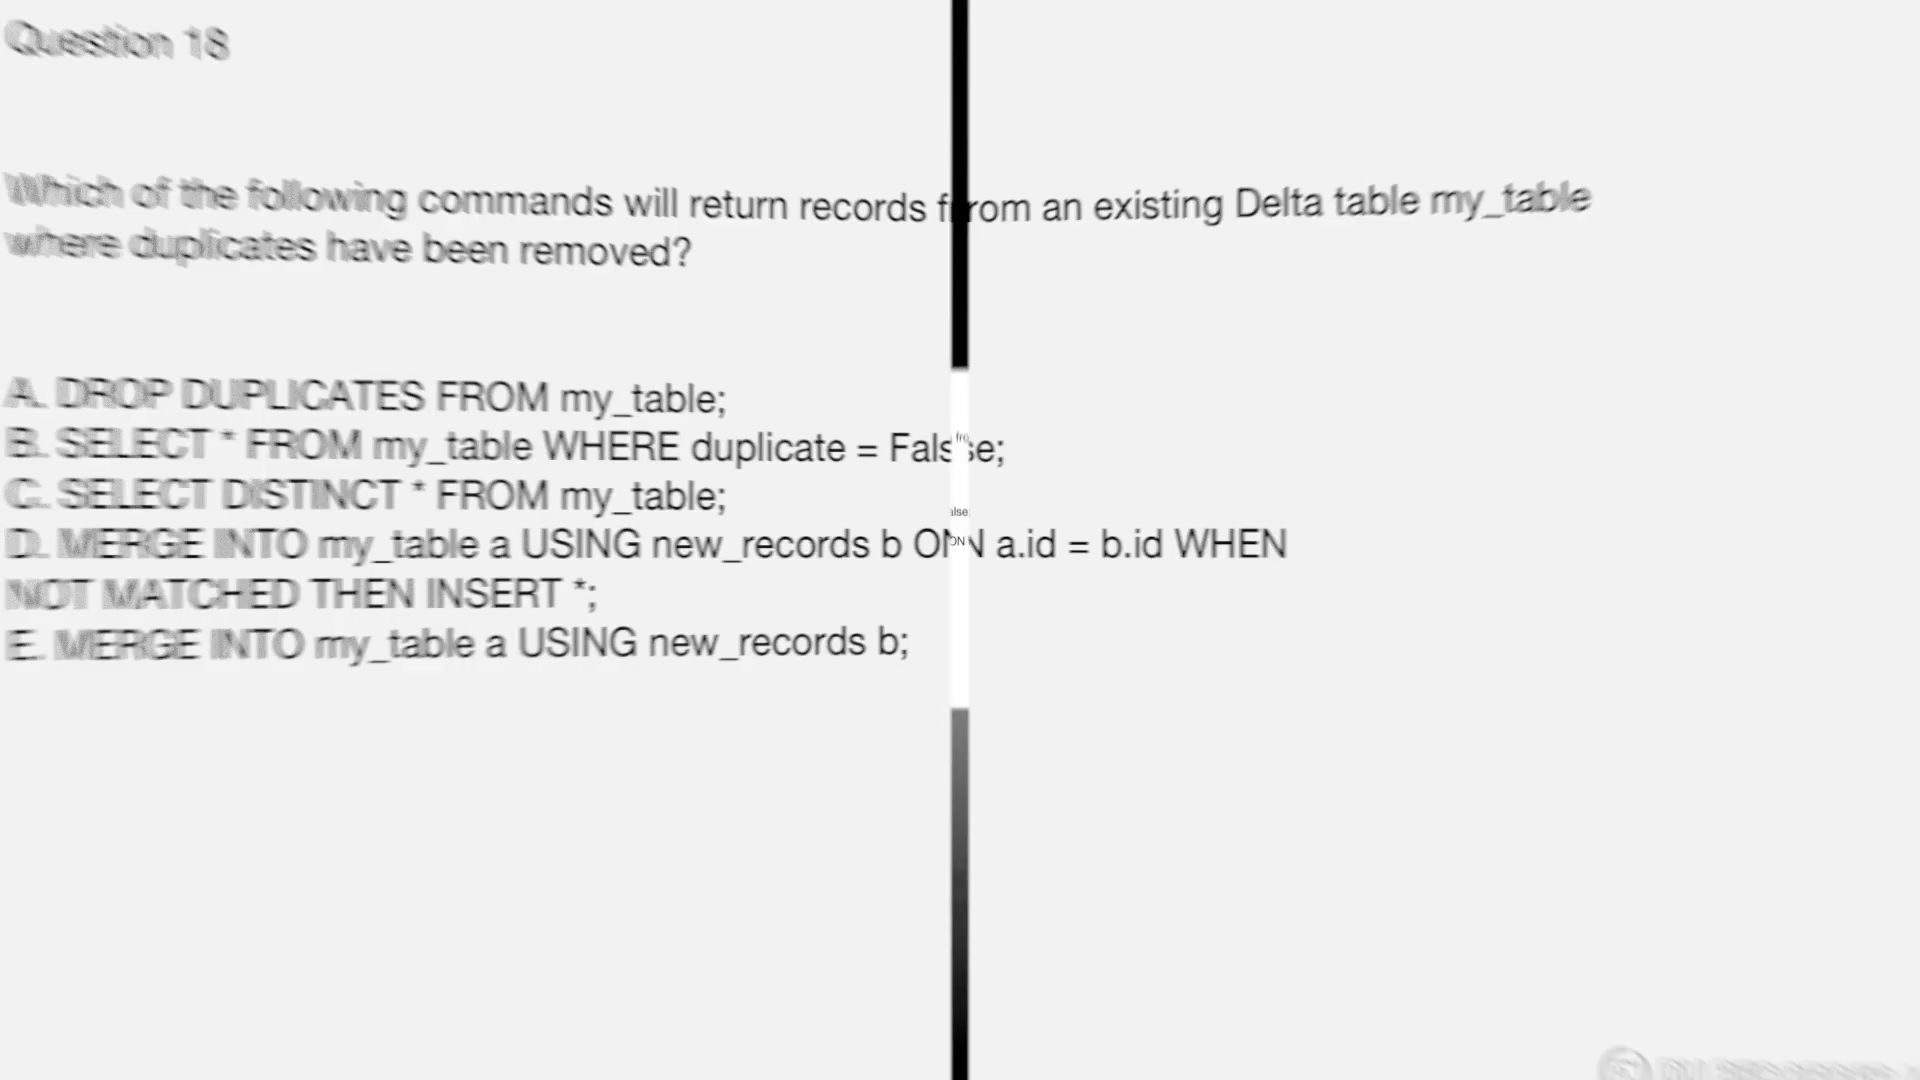 Question 18
Which of the following commands will return records from an existing Delta table my_table
where duplicates have been removed?
A. DROP DUPLICATES FROM my_table;
B. SELECT * FROM my_table WHERE duplicate = False;
C. SELECT DISTINCT * FROM my_table;
D. MERGE INTO my_table a USING new_records b ON a.id = b.id WHEN
NOT MATCHED THEN INSERT *;
E. MERGE INTO my_table a USING new_records b;